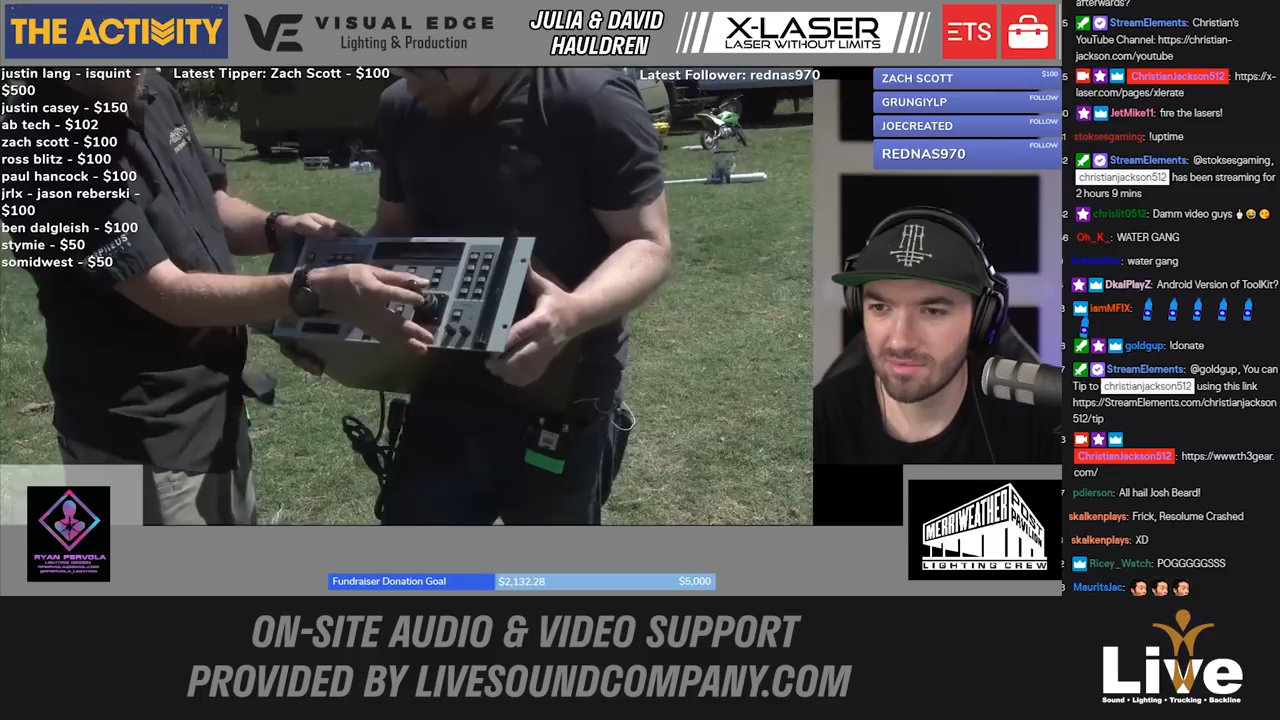 THE ACTIVITY
VISUAL EDGE
Lighting & Production
JULIA & DAVID
HAULDREN
X-LASER
LASER WITHOUT LIMITS
ETS
justin lang - isquint -
$500
justin casey - $150
ab tech - $102
zach scott - $100
ross blitz - $100
paul hancock - $100
jrlx - jason reberski -
$100
ben dalgleish - $100
stymie - $50
somidwest - $50
Latest Tipper: Zach Scott - $100
Latest Follower: rednas970
ZACH SCOTT $100
GRUNGIYLP FOLLOW
JOECREATED FOLLOW
REDNAS970 FOLLOW
afterwards?
StreamElements: Christian's
YouTube Channel: https://christian-
jackson.com/youtube
ChristianJackson512: https://x-
laser.com/pages/xlerate
JetMike11: fire the lasers!
stoksesgaming: !uptime
StreamElements: @stoksesgaming,
christianjackson512 has been streaming for
2 hours 9 mins
chrislit0512: Damm video guys
Oh_K_: WATER GANG
water gang
DkalPlayZ: Android Version of ToolKit?
iamMFIX:
goldgup: !donate
StreamElements: @goldgup, You can
Tip to christianjackson512 using this link
https://StreamElements.com/christianjackson
512/tip
ChristianJackson512: https://www.th3gear.
com/
pdierson: All hail Josh Beard!
skalkenplays: Frick, Resolume Crashed
skalkenplays: XD
Ricey_Watch: POGGGGGSSS
MauritsJac:
RYAN PERVOLA
LIGHTING DESIGN
MERRIWEATHER
POST
PAVILION
LIGHTING CREW
Fundraiser Donation Goal $2,132.28 $5,000
ON-SITE AUDIO & VIDEO SUPPORT
PROVIDED BY LIVESOUNDCOMPANY.COM
Live
Sound • Lighting • Trucking • Backline